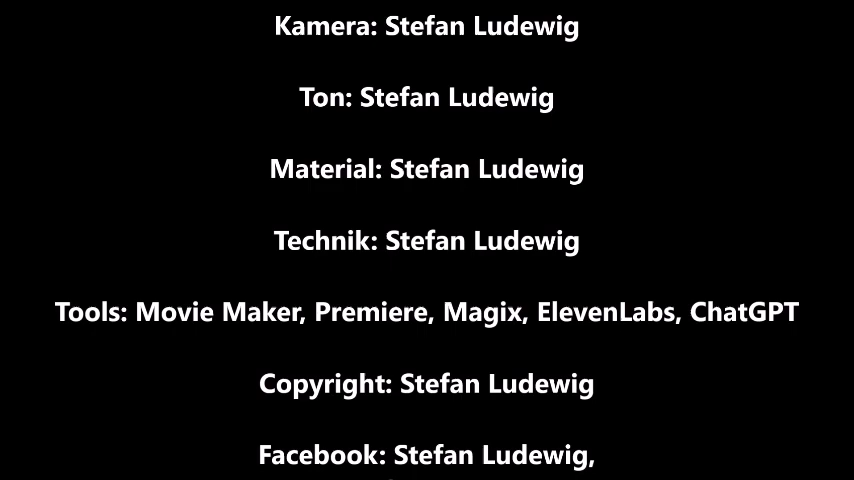 Kamera: Stefan Ludewig
Ton: Stefan Ludewig
Material: Stefan Ludewig
Technik: Stefan Ludewig
Tools: Movie Maker, Premiere, Magix, ElevenLabs, ChatGPT
Copyright: Stefan Ludewig
Facebook: Stefan Ludewig,